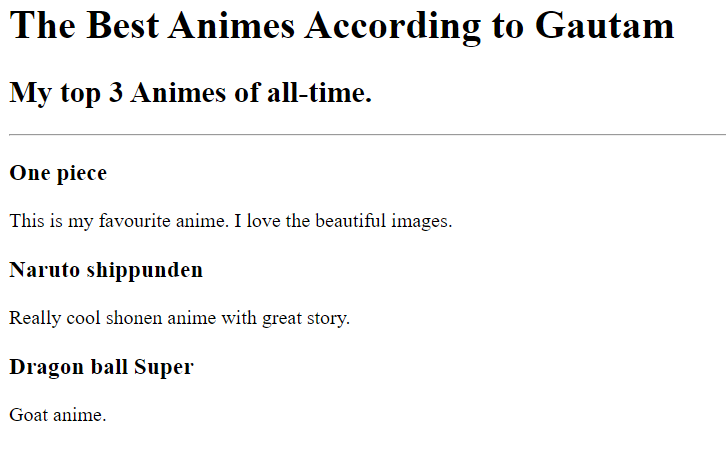 The Best Animes According to Gautam
My top 3 Animes of all-time.
One piece
This is my favourite anime. I love the beautiful images.
Naruto shippunden
Really cool shonen anime with great story.
Dragon ball Super
Goat anime.